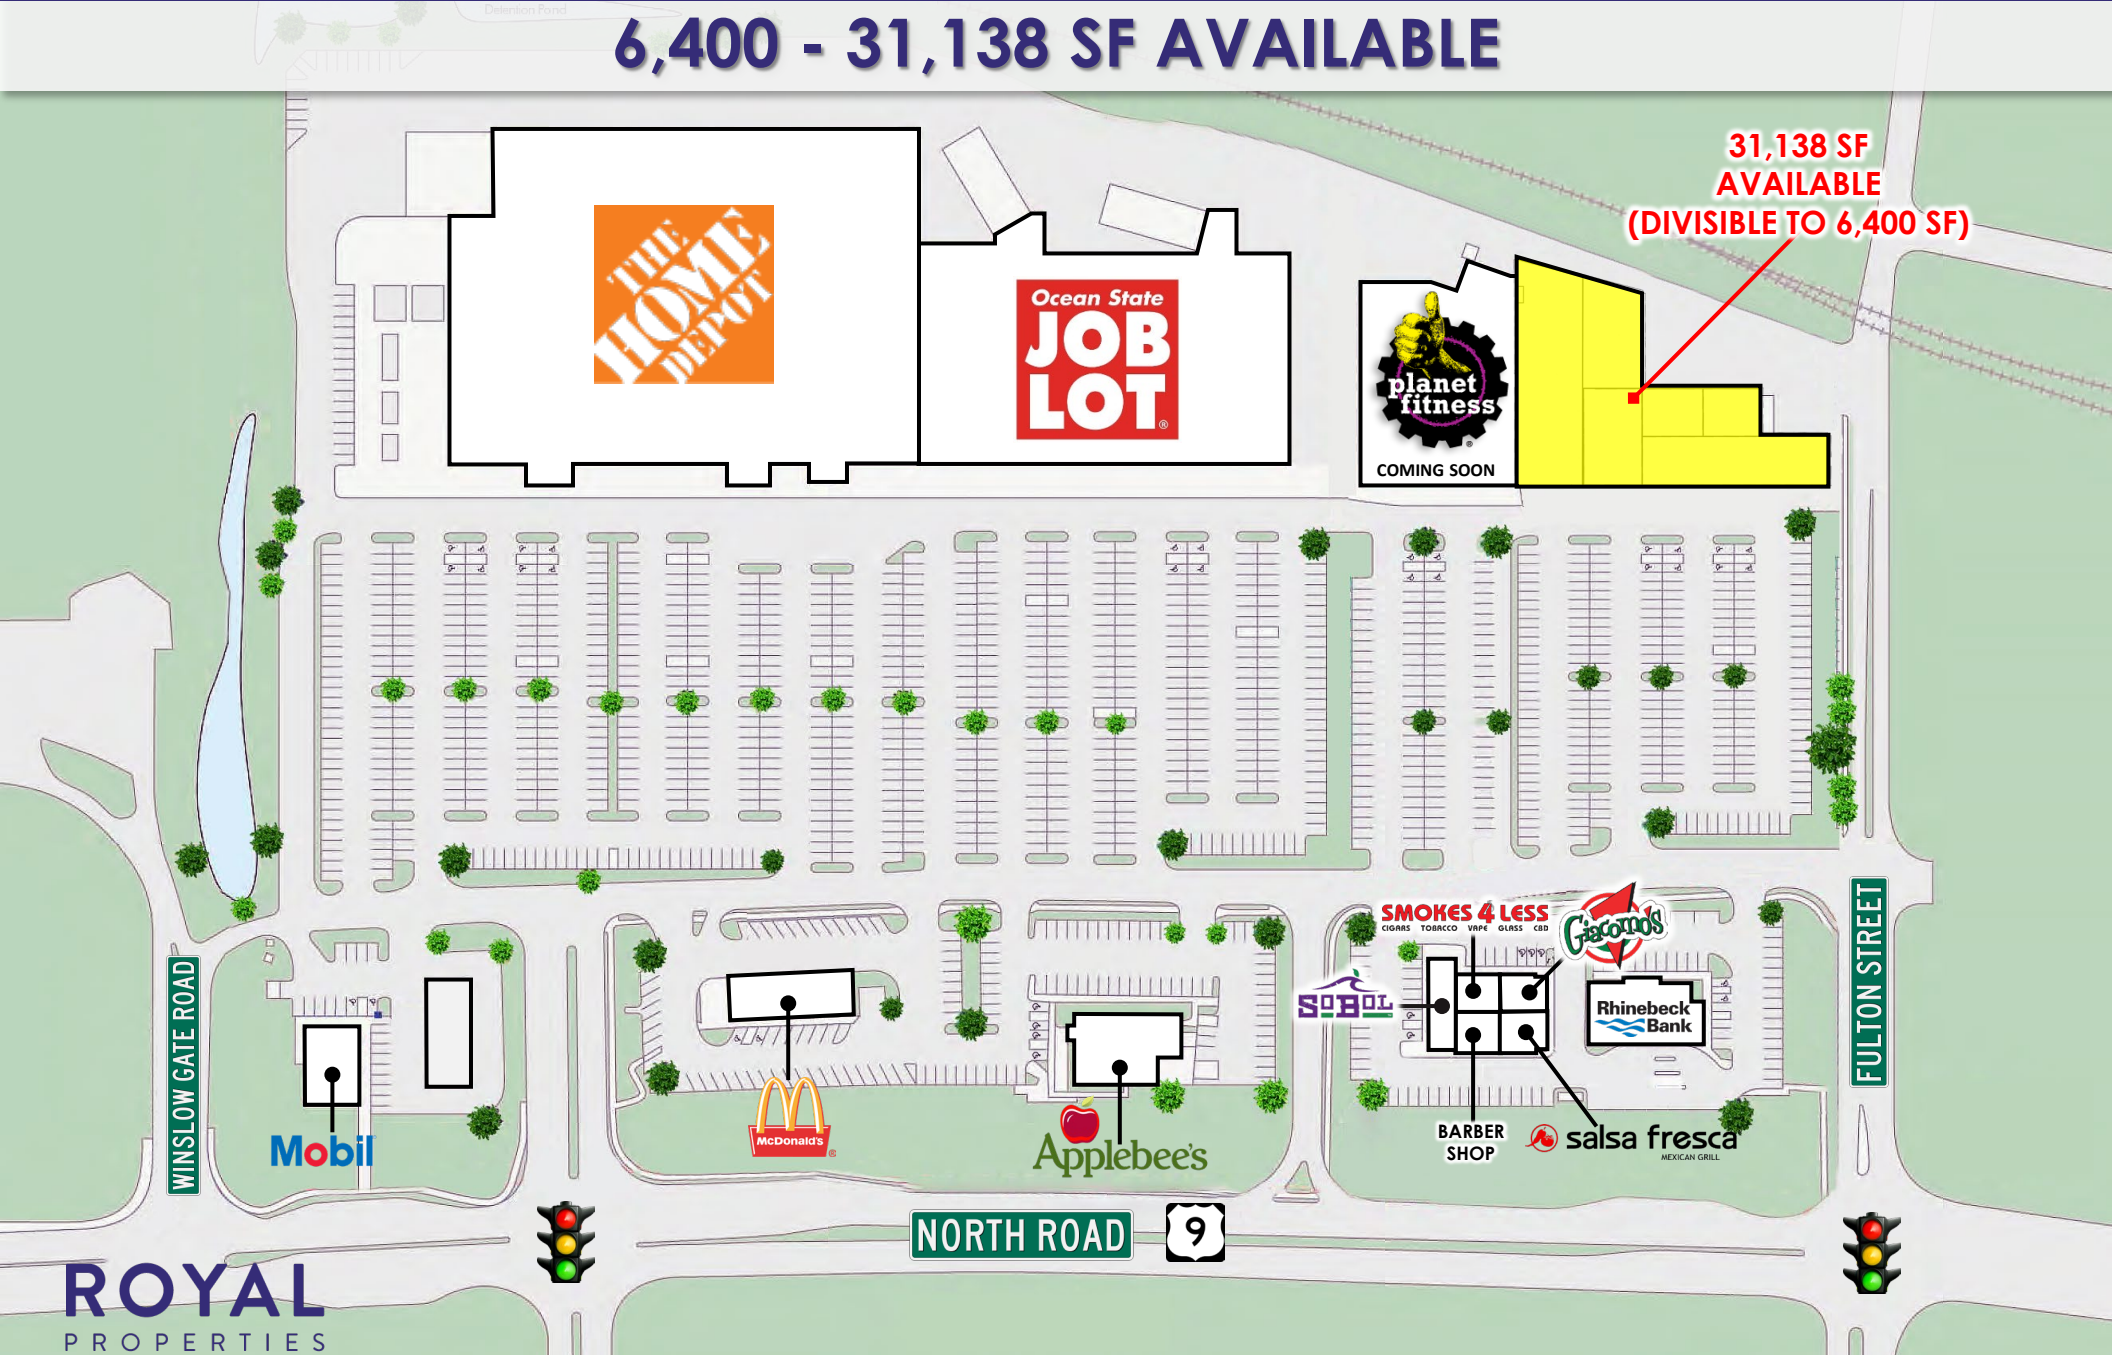 Detention Pond
6,400 - 31,138 SF AVAILABLE
31,138 SF
AVAILABLE
(DIVISIBLE TO 6,400 SF)
THE
HOME
DEPOT
Ocean State
JOB
LOT®
planet
fitness®
COMING SOON
SMOKES 4 LESS
CIGARS TOBACCO VAPE GLASS CBD
Giacomo's
SOBOL
Rhinebeck
Bank
WINSLOW GATE ROAD
FULTON STREET
Mobil
McDonald's®
Applebee's
BARBER
SHOP
salsa fresca
MEXICAN GRILL
NORTH ROAD
9
ROYAL
PROPERTIES